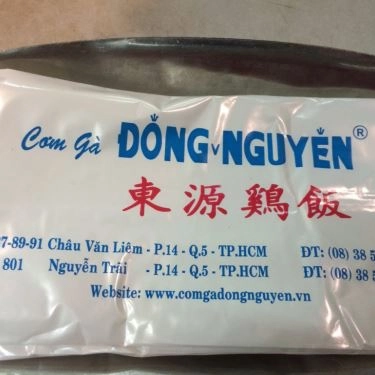 Cơm Gà ĐÔNG NGUYÊN ®
東源鷄飯
7-89-91 Châu Văn Liêm - P.14 - Q.5 - TP.HCM ĐT: (08) 38 5
801 Nguyễn Trãi - P.14 - Q.5 - TP.HCM ĐT: (08) 38 5
Website: www.comgadongnguyen.vn